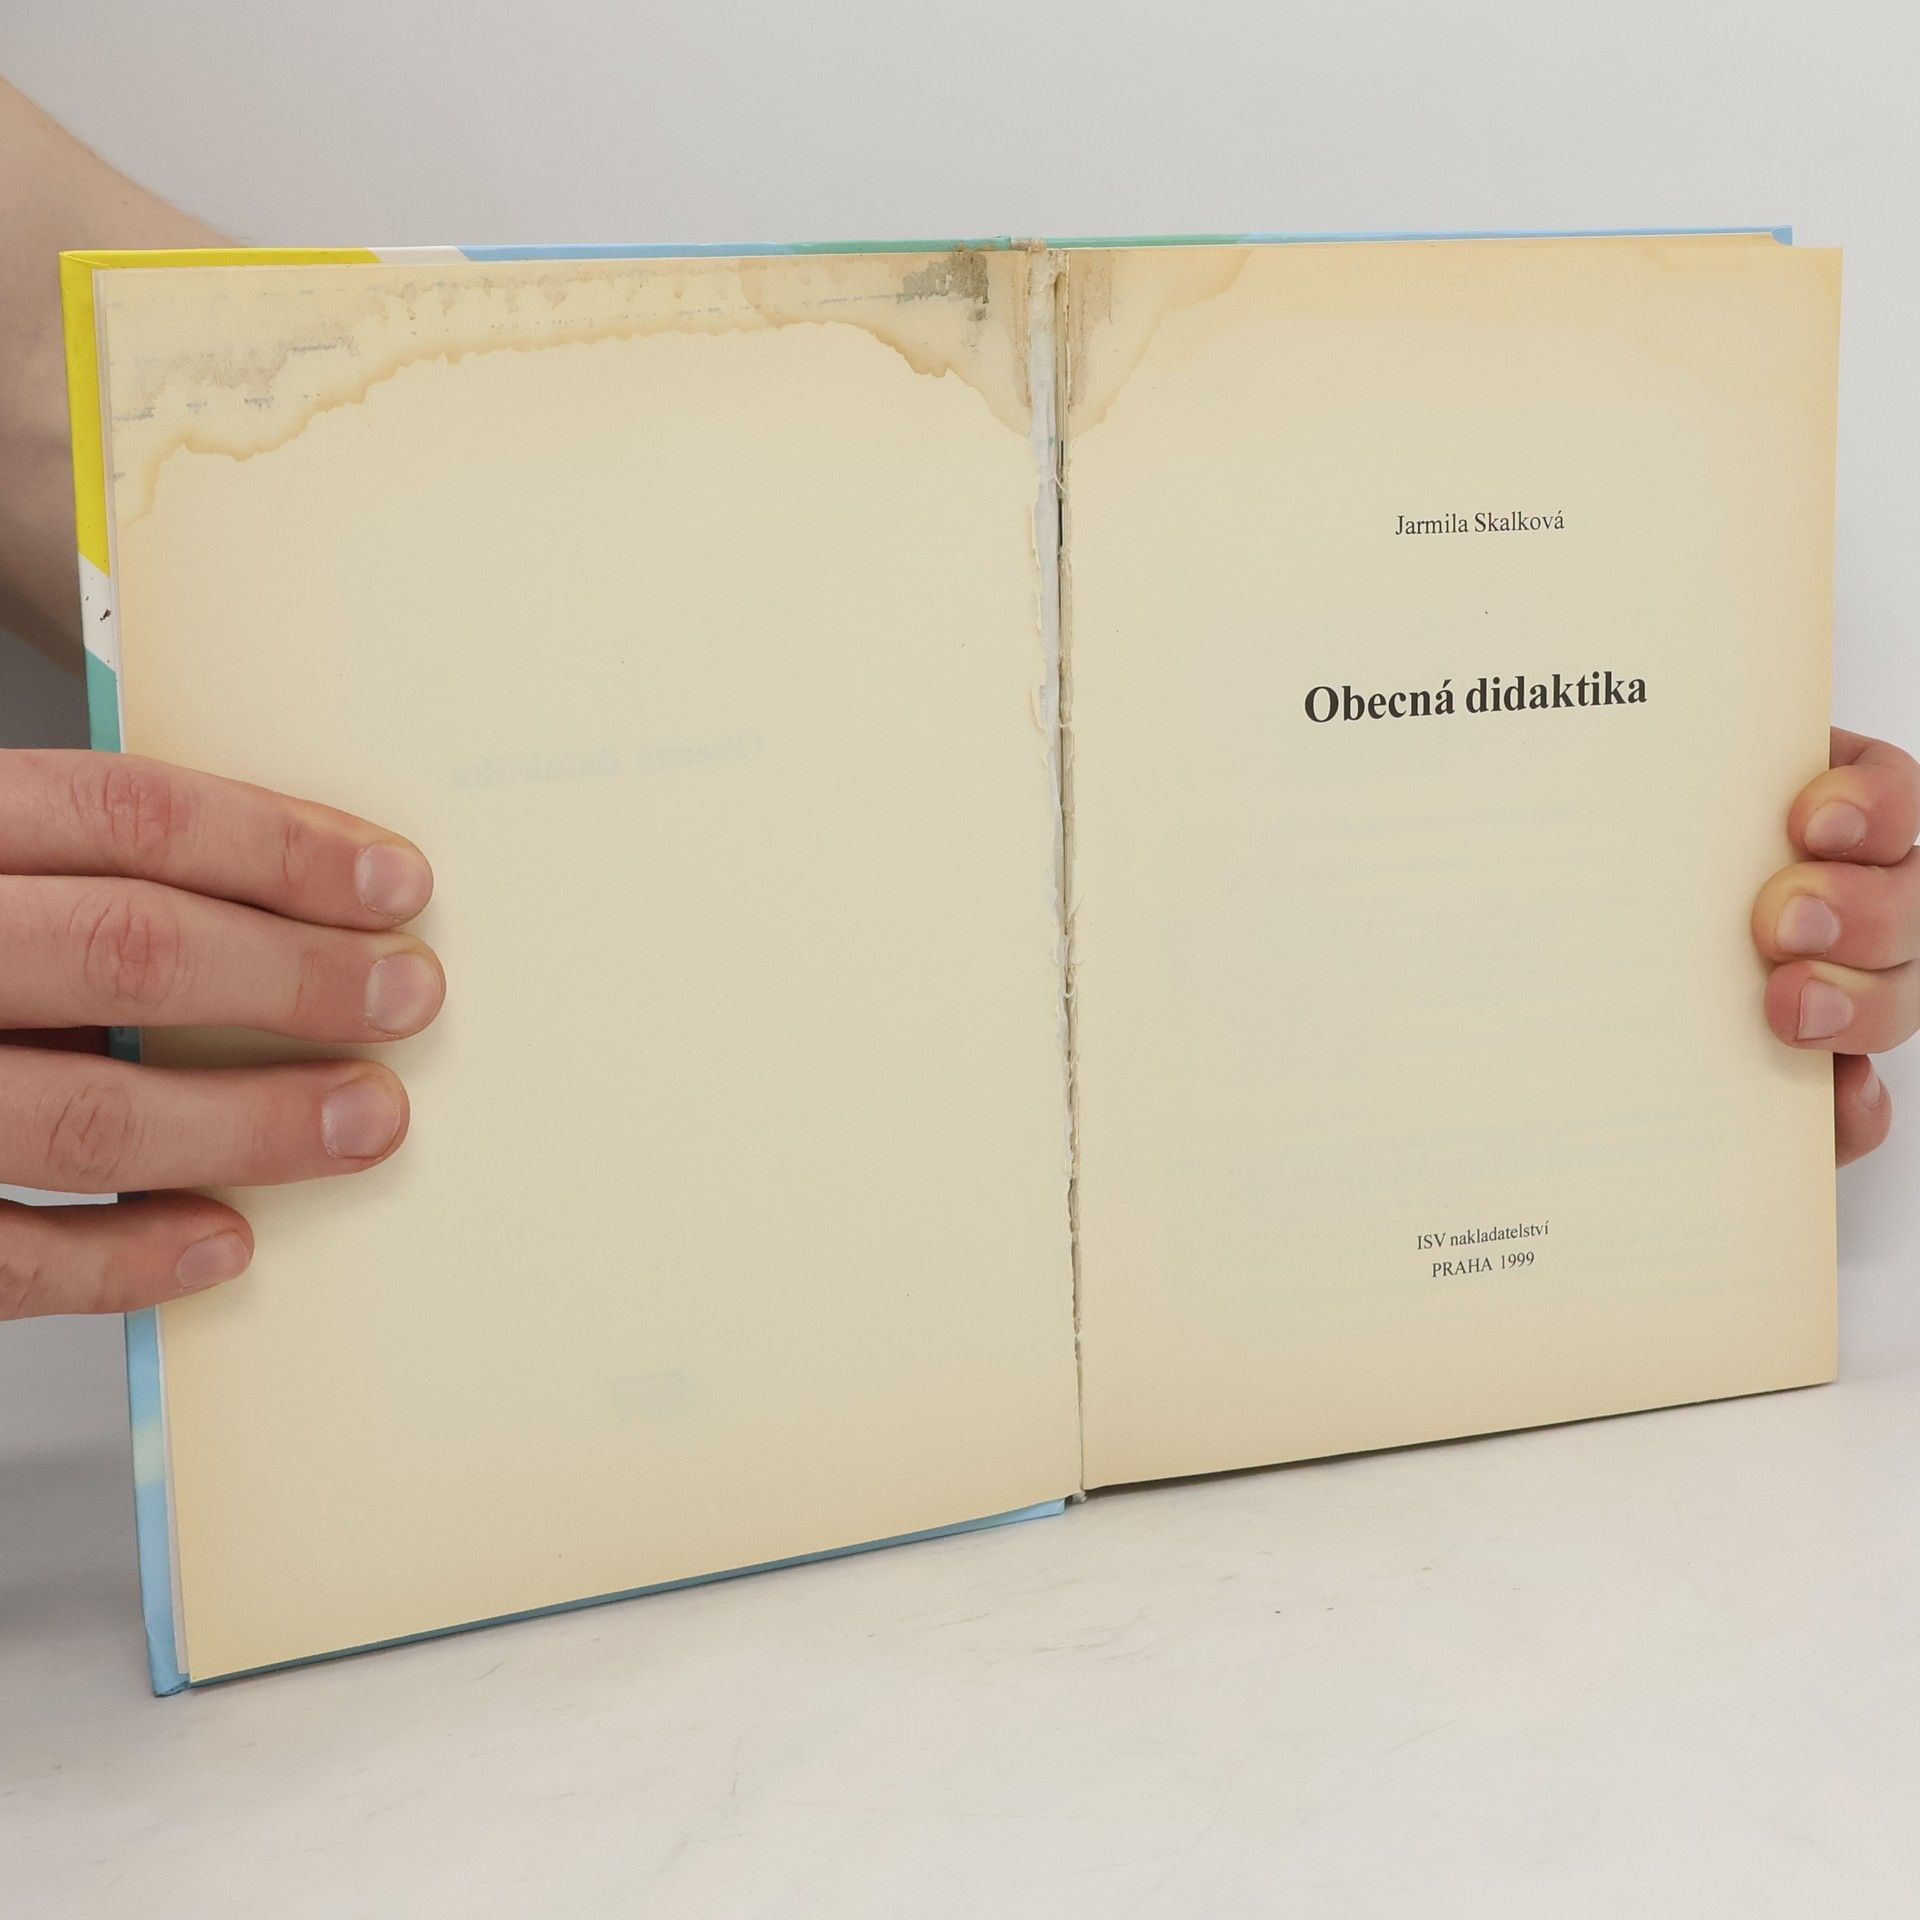 Jarmila Skalková
Obecná didaktika
ISV nakladatelství
PRAHA 1999